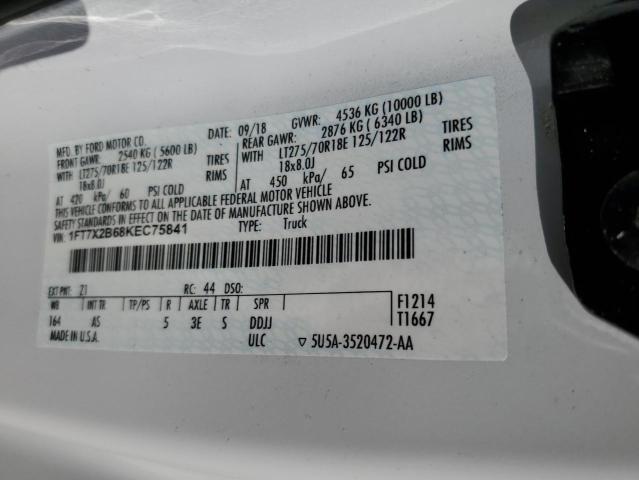 MFD. BY FORD MOTOR CO.
DATE: 09/18 GVWR: 4536 KG (10000 LB)
FRONT GAWR: 2540 KG (5600 LB) REAR GAWR: 2876 KG (6340 LB)
WITH LT275/70R18E 125/122R TIRES WITH LT275/70R18E 125/122R TIRES
18x8.0J RIMS 18x8.0J RIMS
AT 420 kPa/ 60 PSI COLD AT 450 kPa/ 65 PSI COLD
THIS VEHICLE CONFORMS TO ALL APPLICABLE FEDERAL MOTOR VEHICLE
SAFETY STANDARDS IN EFFECT ON THE DATE OF MANUFACTURE SHOWN ABOVE.
VIN: 1FT7X2B68KEC75841 TYPE: Truck
EXT PNT: Z1 RC: 44 DSO:
WB INT TR TP/PS R AXLE TR SPR
164 AS 5 3E S DDJJ
F1214
T1667
MADE IN U.S.A. ULC ▽ 5U5A-3520472-AA